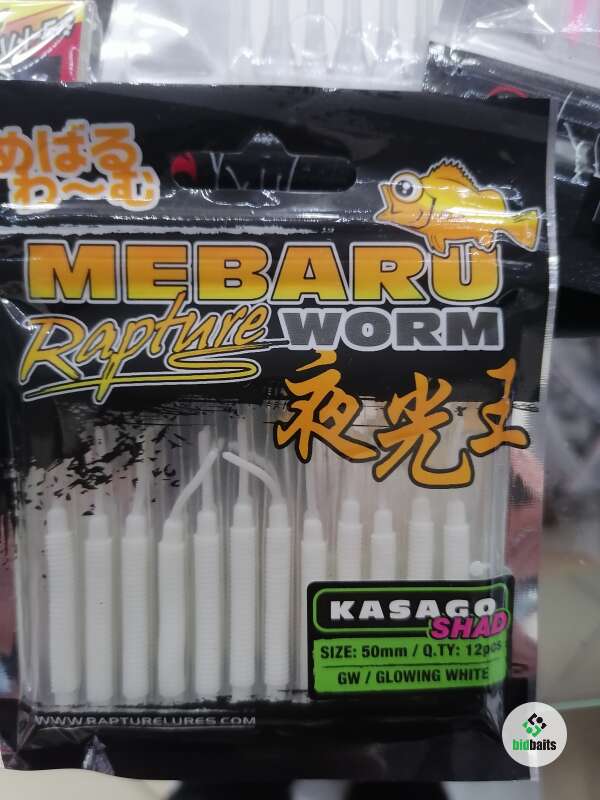 めばる
わ〜む
MEBARU
Rapture WORM
夜光王
KASAGO
SHAD
SIZE: 50mm / Q.TY: 12pcs
GW / GLOWING WHITE
WWW.RAPTURELURES.COM
bidbaits